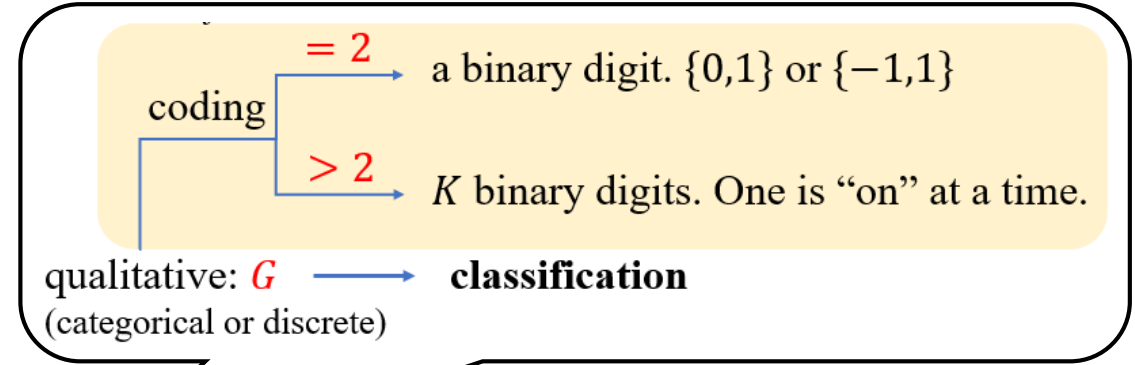 = 2
a binary digit. {0,1} or {−1,1}
coding
> 2
K binary digits. One is “on” at a time.
qualitative: G
classification
(categorical or discrete)